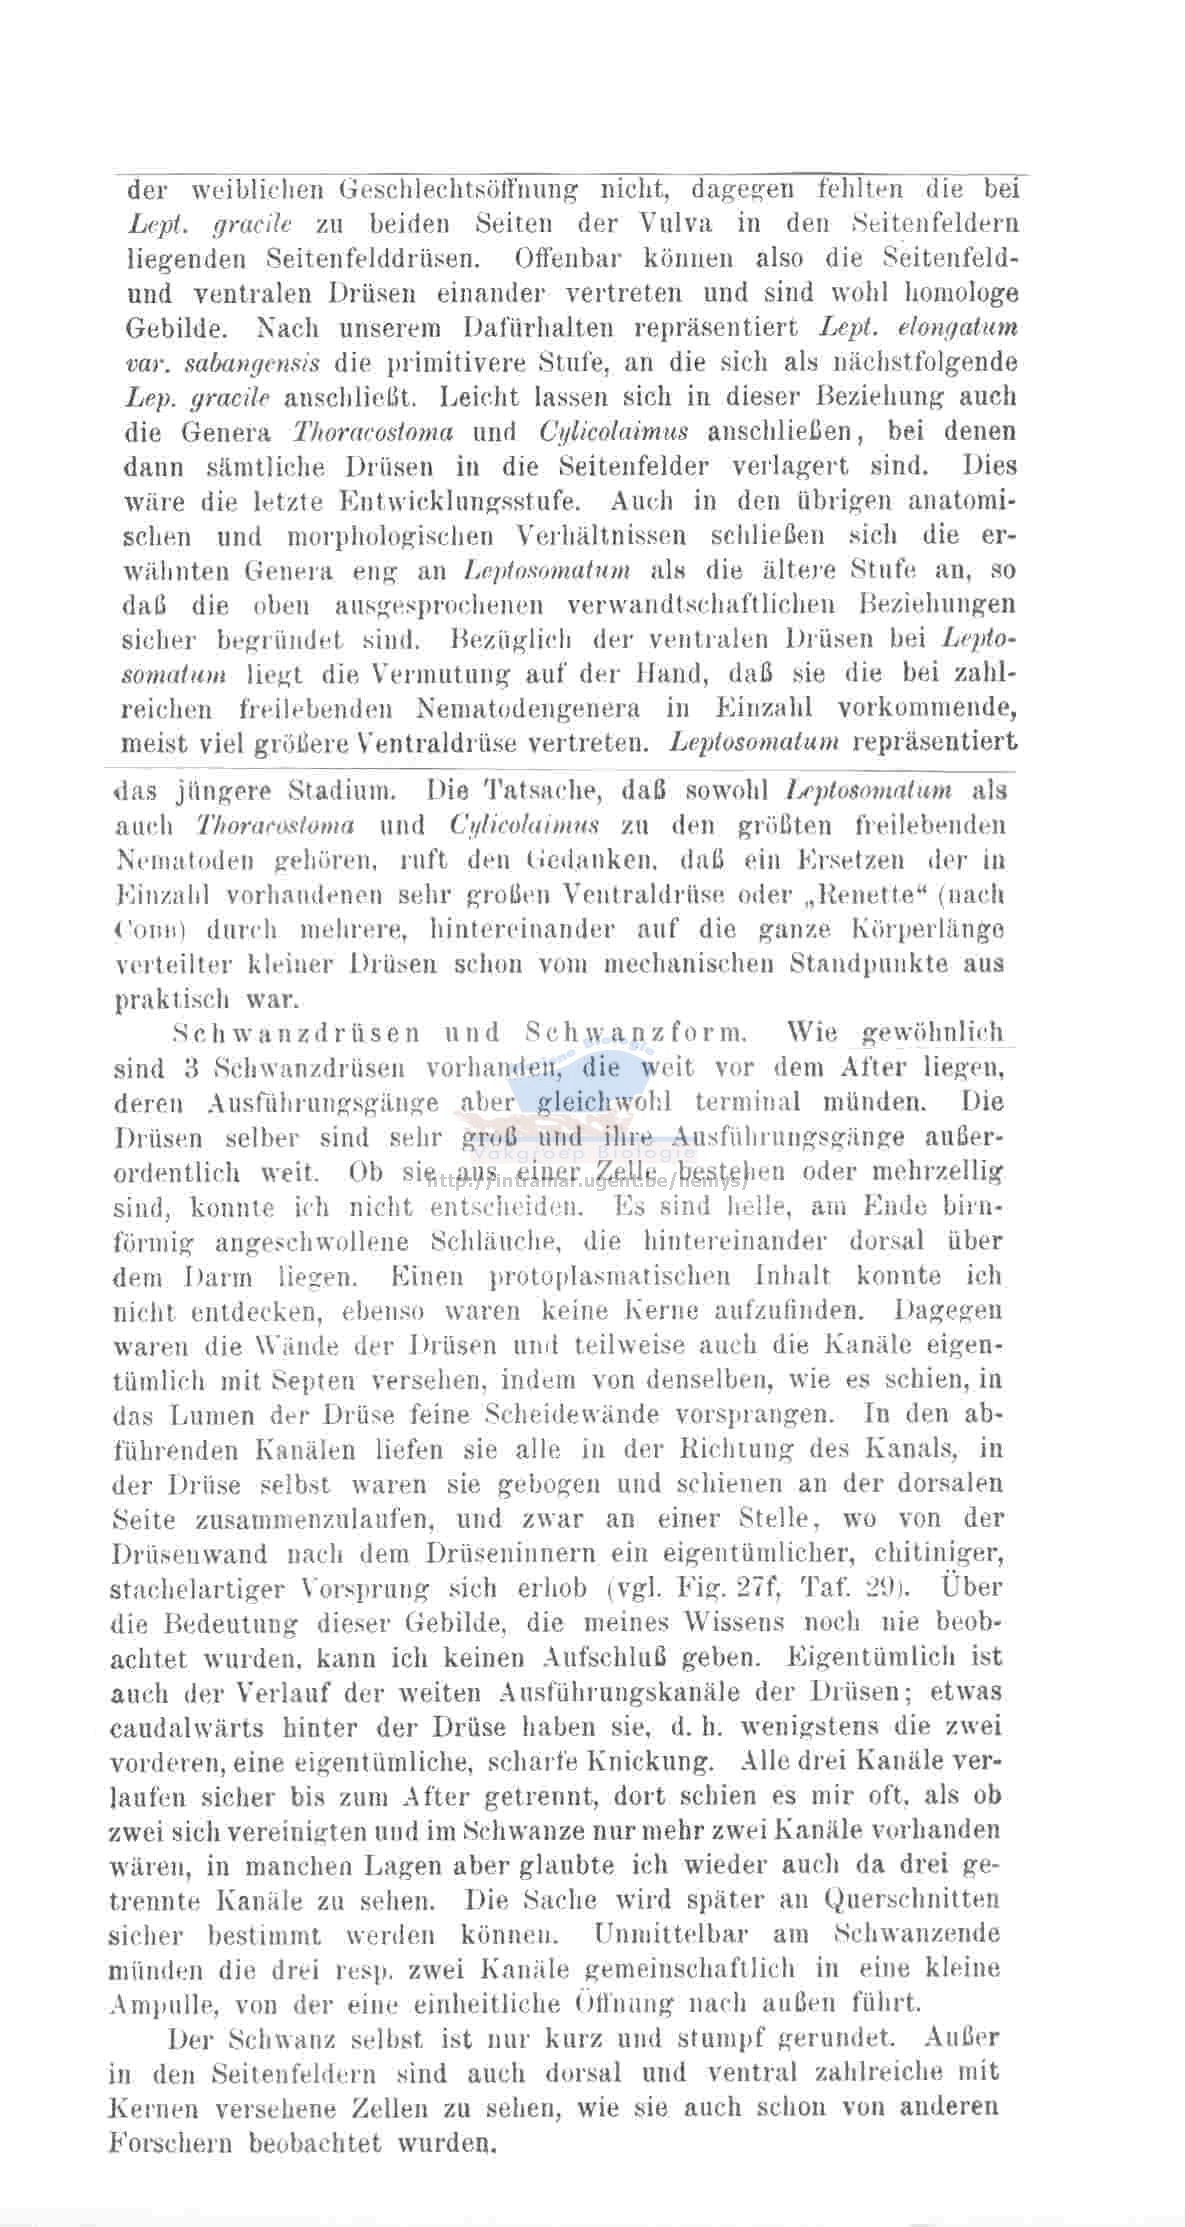 der weiblichen Geschlechtsöffnung nicht, dagegen fehlten die bei
Lept. gracile zu beiden Seiten der Vulva in den Seitenfeldern
liegenden Seitenfelddrüsen. Offenbar können also die Seitenfeld-
und ventralen Drüsen einander vertreten und sind wohl homologe
Gebilde. Nach unserem Dafürhalten repräsentiert Lept. elongatum
var. sabangensis die primitivere Stufe, an die sich als nächstfolgende
Lep. gracile anschließt. Leicht lassen sich in dieser Beziehung auch
die Genera Thoracostoma und Cylicolaimus anschließen, bei denen
dann sämtliche Drüsen in die Seitenfelder verlagert sind. Dies
wäre die letzte Entwicklungsstufe. Auch in den übrigen anatomi-
schen und morphologischen Verhältnissen schließen sich die er-
wähnten Genera eng an Leptosomatum als die ältere Stufe an, so
daß die oben ausgesprochenen verwandtschaftlichen Beziehungen
sicher begründet sind. Bezüglich der ventralen Drüsen bei Lepto-
somatum liegt die Vermutung auf der Hand, daß sie die bei zahl-
reichen freilebenden Nematodengenera in Einzahl vorkommende,
meist viel größere Ventraldrüse vertreten. Leptosomatum repräsentiert
das jüngere Stadium. Die Tatsache, daß sowohl Leptosomatum als
auch Thoracostoma und Cylicolaimus zu den größten freilebenden
Nematoden gehören, ruft den Gedanken, daß ein Ersetzen der in
Einzahl vorhandenen sehr großen Ventraldrüse oder „Renette“ (nach
Conn) durch mehrere, hintereinander auf die ganze Körperlänge
verteilter kleiner Drüsen schon vom mechanischen Standpunkte aus
praktisch war.
Schwanzdrüsen und Schwanzform. Wie gewöhnlich
sind 3 Schwanzdrüsen vorhanden, die weit vor dem After liegen,
deren Ausführungsgänge aber gleichwohl terminal münden. Die
Drüsen selber sind sehr groß und ihre Ausführungsgänge außer-
Vakgroep Biologie
ordentlich weit. Ob sie aus einer Zelle bestehen oder mehrzellig
http://intramar.ugent.be/nemys/
sind, konnte ich nicht entscheiden. Es sind helle, am Ende birn-
förmig angeschwollene Schläuche, die hintereinander dorsal über
dem Darm liegen. Einen protoplasmatischen Inhalt konnte ich
nicht entdecken, ebenso waren keine Kerne aufzufinden. Dagegen
waren die Wände der Drüsen und teilweise auch die Kanäle eigen-
tümlich mit Septen versehen, indem von denselben, wie es schien, in
das Lumen der Drüse feine Scheidewände vorsprangen. In den ab-
führenden Kanälen liefen sie alle in der Richtung des Kanals, in
der Drüse selbst waren sie gebogen und schienen an der dorsalen
Seite zusammenzulaufen, und zwar an einer Stelle, wo von der
Drüsenwand nach dem Drüseninnern ein eigentümlicher, chitiniger,
stachelartiger Vorsprung sich erhob (vgl. Fig. 27f, Taf. 29). Über
die Bedeutung dieser Gebilde, die meines Wissens noch nie beob-
achtet wurden, kann ich keinen Aufschluß geben. Eigentümlich ist
auch der Verlauf der weiten Ausführungskanäle der Drüsen; etwas
caudalwärts hinter der Drüse haben sie, d. h. wenigstens die zwei
vorderen, eine eigentümliche, scharfe Knickung. Alle drei Kanäle ver-
laufen sicher bis zum After getrennt, dort schien es mir oft, als ob
zwei sich vereinigten und im Schwanze nur mehr zwei Kanäle vorhanden
wären, in manchen Lagen aber glaubte ich wieder auch da drei ge-
trennte Kanäle zu sehen. Die Sache wird später an Querschnitten
sicher bestimmt werden können. Unmittelbar am Schwanzende
münden die drei resp. zwei Kanäle gemeinschaftlich in eine kleine
Ampulle, von der eine einheitliche Öffnung nach außen führt.
Der Schwanz selbst ist nur kurz und stumpf gerundet. Außer
in den Seitenfeldern sind auch dorsal und ventral zahlreiche mit
Kernen versehene Zellen zu sehen, wie sie auch schon von anderen
Forschern beobachtet wurden.